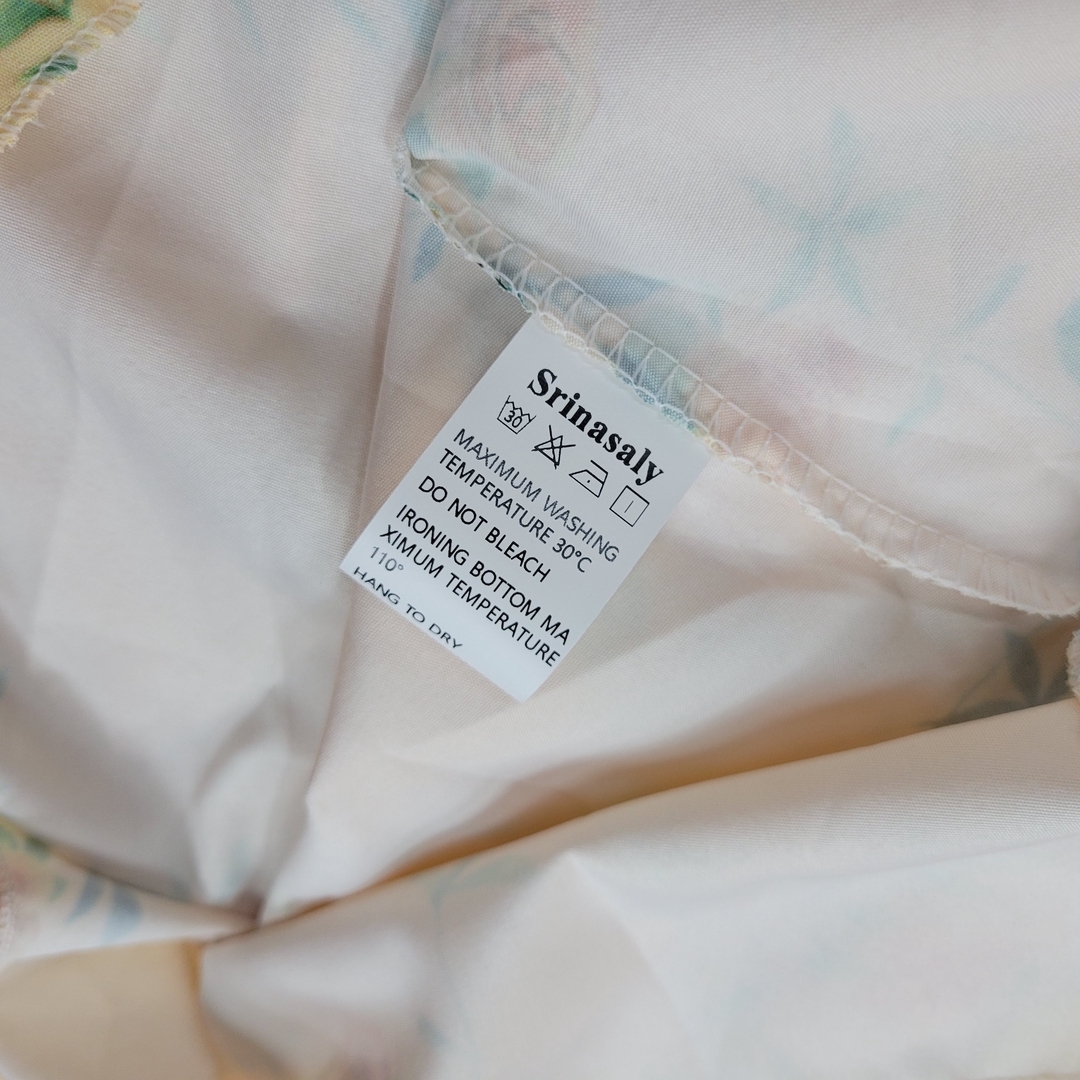 Srinasaly
30
MAXIMUM WASHING
TEMPERATURE 30°C
DO NOT BLEACH
IRONING BOTTOM MA
XIMUM TEMPERATURE
110°
HANG TO DRY